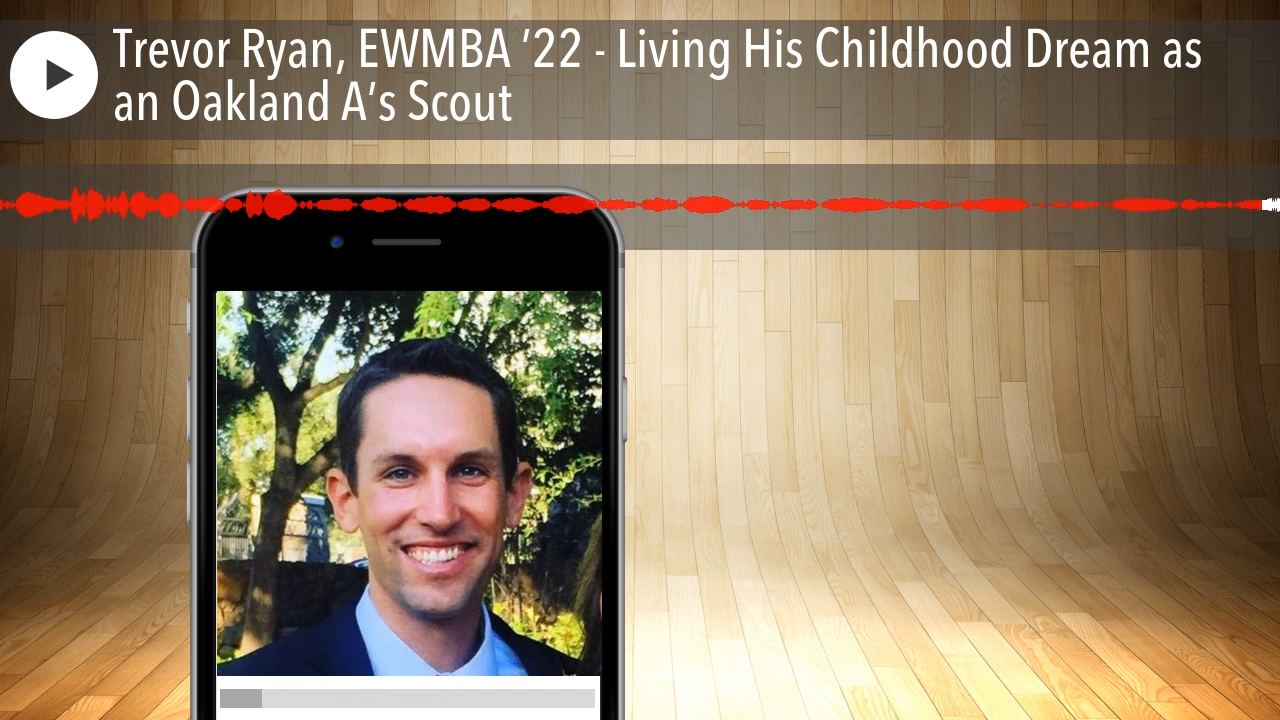 Trevor Ryan, EWMBA ’22 - Living His Childhood Dream as
an Oakland A’s Scout